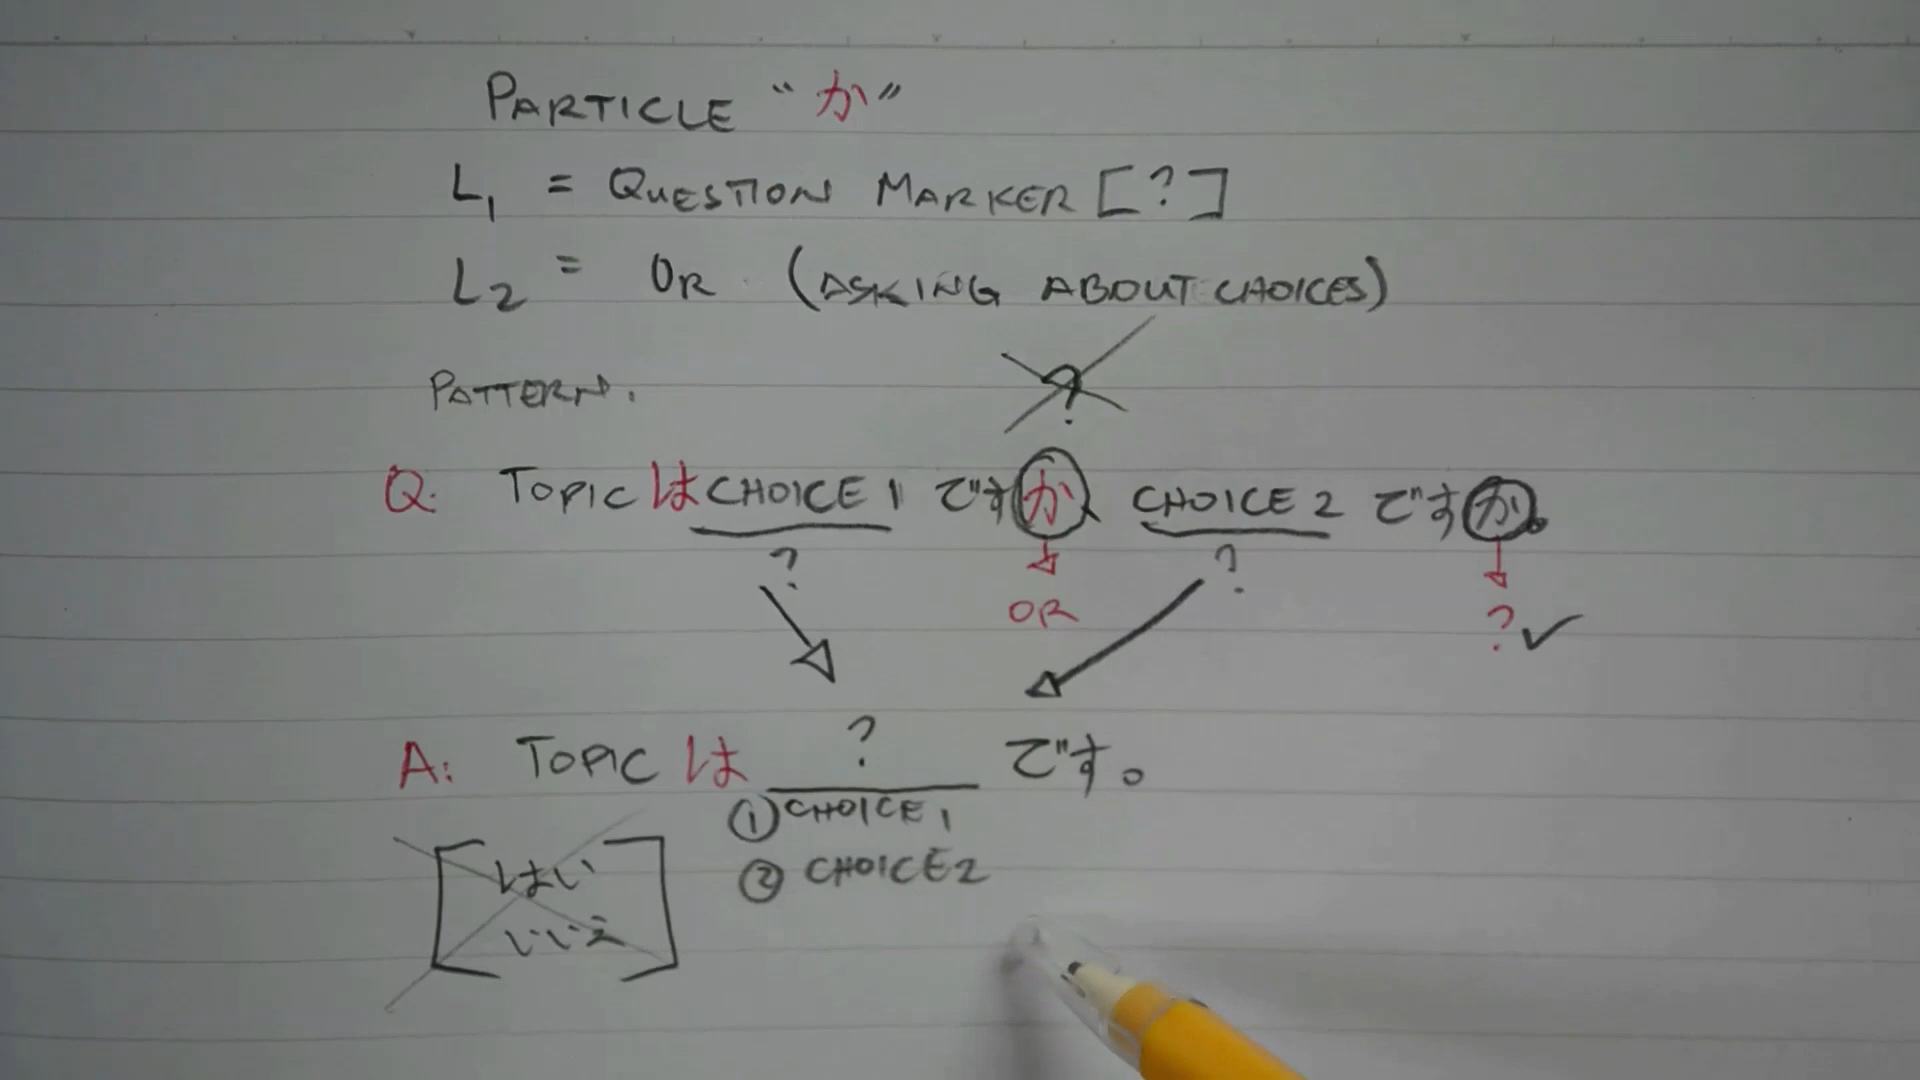 PARTICLE "か"
L1 = QUESTION MARKER [?]
L2 = OR (ASKING ABOUT CHOICES)
PATTERN.
?
Q: TOPIC は CHOICE 1 ですか、 CHOICE 2 ですか。
? OR ? ? ✓
A: TOPIC は ? です。
① CHOICE 1
② CHOICE 2
[はい
いいえ]